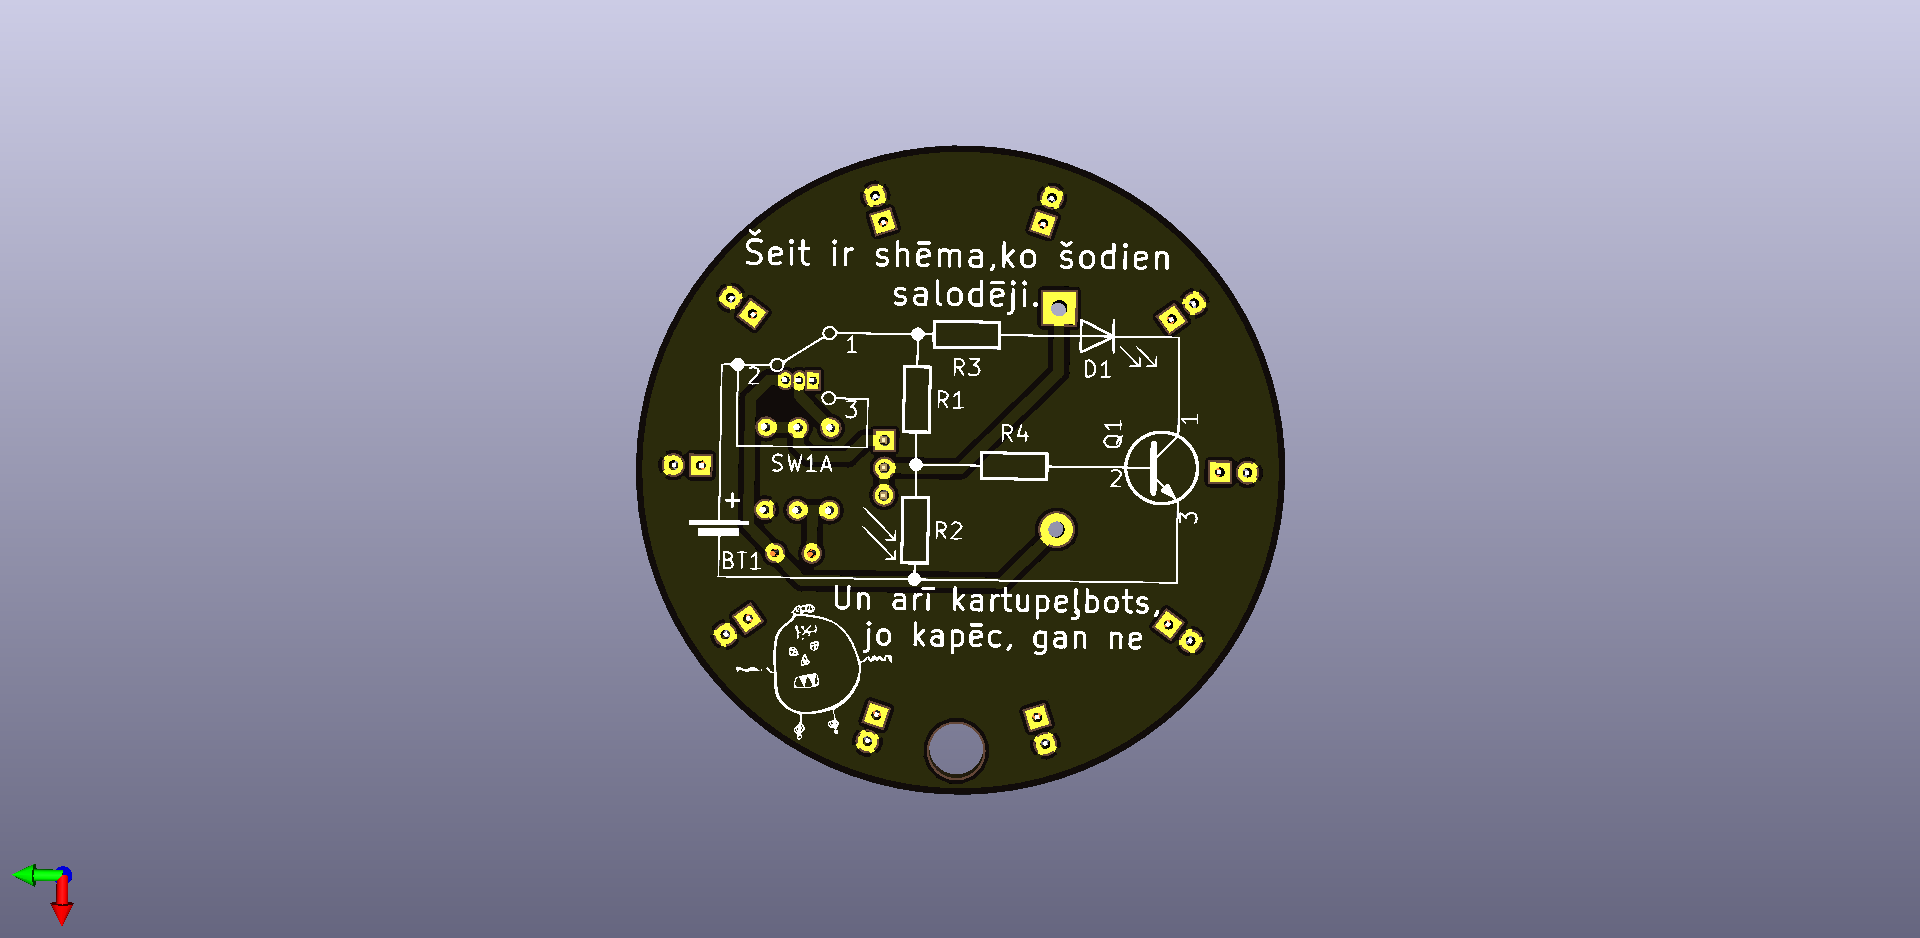 Šeit ir shēma,ko šodien
salodēji.
1
2
R3
D1
R1
3
R4
Q1
1
SW1A
2
+
R2
3
BT1
Un arī kartupeļbots,
jo kapēc, gan ne